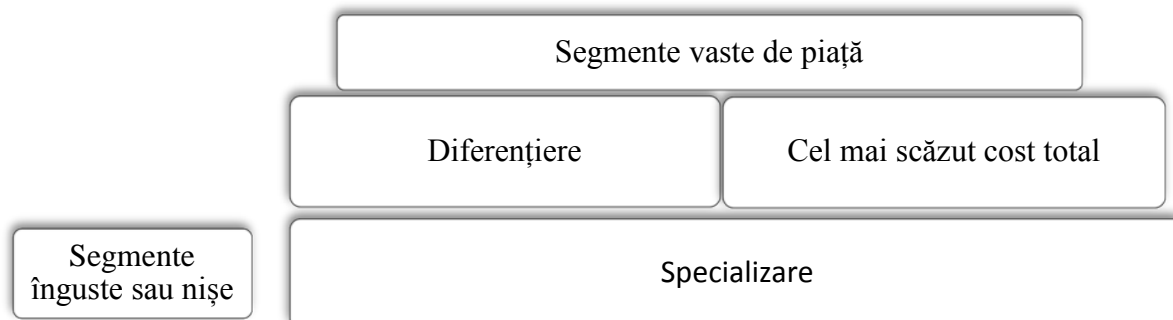 Segmente vaste de piață
Diferențiere
Cel mai scăzut cost total
Segmente
înguste sau nișe
Specializare